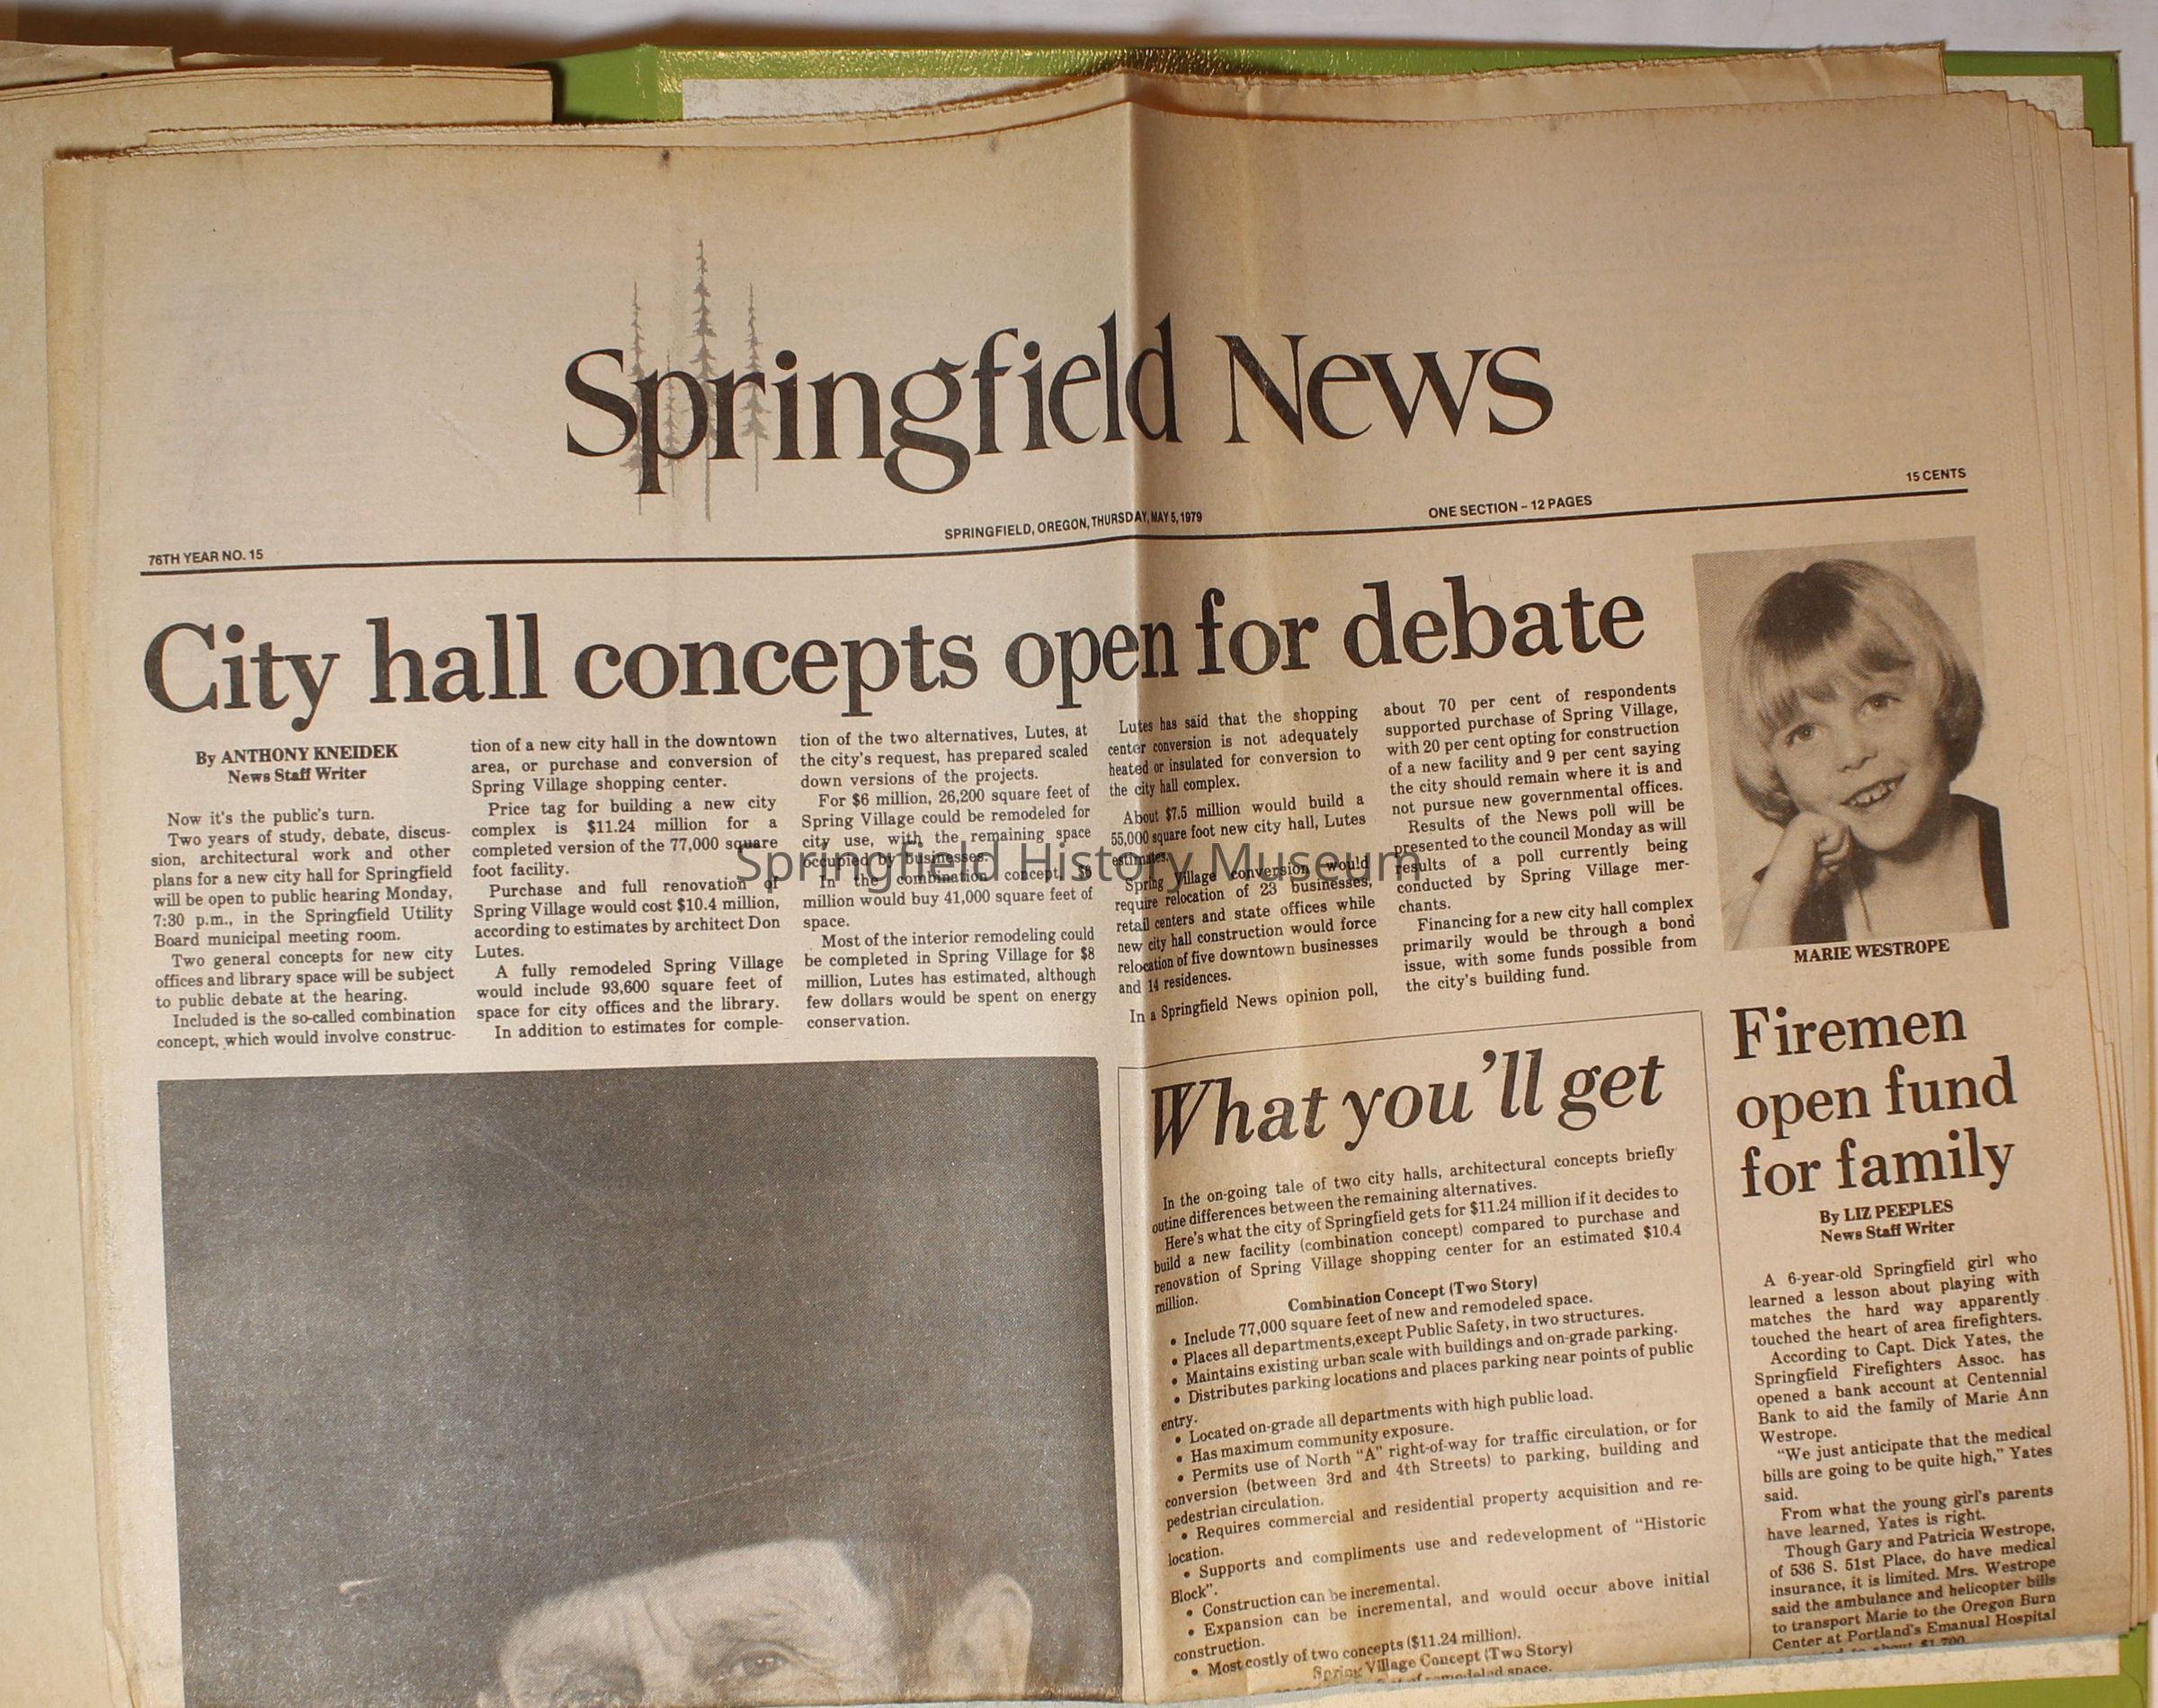 Springfield News
76TH YEAR NO. 15
SPRINGFIELD, OREGON, THURSDAY, MAY 5, 1979
ONE SECTION – 12 PAGES
15 CENTS
City hall concepts open for debate
By ANTHONY KNEIDEK
News Staff Writer
Now it's the public's turn.
Two years of study, debate, discus-
sion, architectural work and other
plans for a new city hall for Springfield
will be open to public hearing Monday,
7:30 p.m., in the Springfield Utility
Board municipal meeting room.
Two general concepts for new city
offices and library space will be subject
to public debate at the hearing.
Included is the so-called combination
concept, which would involve construc-
tion of a new city hall in the downtown
area, or purchase and conversion of
Spring Village shopping center.
Price tag for building a new city
complex is $11.24 million for a
completed version of the 77,000 square
foot facility.
Purchase and full renovation of
Spring Village would cost $10.4 million,
according to estimates by architect Don
Lutes.
A fully remodeled Spring Village
would include 93,600 square feet of
space for city offices and the library.
In addition to estimates for comple-
tion of the two alternatives, Lutes, at
the city's request, has prepared scaled
down versions of the projects.
For $6 million, 26,200 square feet of
Spring Village could be remodeled for
city use, with the remaining space
occupied by businesses.
In the combination concept, $6
million would buy 41,000 square feet of
space.
Most of the interior remodeling could
be completed in Spring Village for $8
million, Lutes has estimated, although
few dollars would be spent on energy
conservation.
Lutes has said that the shopping
center conversion is not adequately
heated or insulated for conversion to
the city hall complex.
About $7.5 million would build a
55,000 square foot new city hall, Lutes
estimates.
Spring Village conversion would
require relocation of 23 businesses,
retail centers and state offices while
new city hall construction would force
relocation of five downtown businesses
and 14 residences.
In a Springfield News opinion poll,
about 70 per cent of respondents
supported purchase of Spring Village,
with 20 per cent opting for construction
of a new facility and 9 per cent saying
the city should remain where it is and
not pursue new governmental offices.
Results of the News poll will be
presented to the council Monday as will
results of a poll currently being
conducted by Spring Village mer-
chants.
Financing for a new city hall complex
primarily would be through a bond
issue, with some funds possible from
the city's building fund.
Springfield History Museum
MARIE WESTROPE
What you'll get
In the on-going tale of two city halls, architectural concepts briefly
outine differences between the remaining alternatives.
Here's what the city of Springfield gets for $11.24 million if it decides to
build a new facility (combination concept) compared to purchase and
renovation of Spring Village shopping center for an estimated $10.4
million.
Combination Concept (Two Story)
• Include 77,000 square feet of new and remodeled space.
• Places all departments,except Public Safety, in two structures.
• Maintains existing urban scale with buildings and on-grade parking.
• Distributes parking locations and places parking near points of public
entry.
• Located on-grade all departments with high public load.
• Has maximum community exposure.
• Permits use of North "A" right-of-way for traffic circulation, or for
conversion (between 3rd and 4th Streets) to parking, building and
pedestrian circulation.
• Requires commercial and residential property acquisition and re-
location.
• Supports and compliments use and redevelopment of "Historic
Block".
• Construction can be incremental.
• Expansion can be incremental, and would occur above initial
construction.
• Most costly of two concepts ($11.24 million).
Spring Village Concept (Two Story)
of remodeled space.
Firemen
open fund
for family
By LIZ PEEPLES
News Staff Writer
A 6-year-old Springfield girl who
learned a lesson about playing with
matches the hard way apparently
touched the heart of area firefighters.
According to Capt. Dick Yates, the
Springfield Firefighters Assoc. has
opened a bank account at Centennial
Bank to aid the family of Marie Ann
Westrope.
"We just anticipate that the medical
bills are going to be quite high," Yates
said.
From what the young girl's parents
have learned, Yates is right.
Though Gary and Patricia Westrope,
of 536 S. 51st Place, do have medical
insurance, it is limited. Mrs. Westrope
said the ambulance and helicopter bills
to transport Marie to the Oregon Burn
Center at Portland's Emanual Hospital
to about $1,700